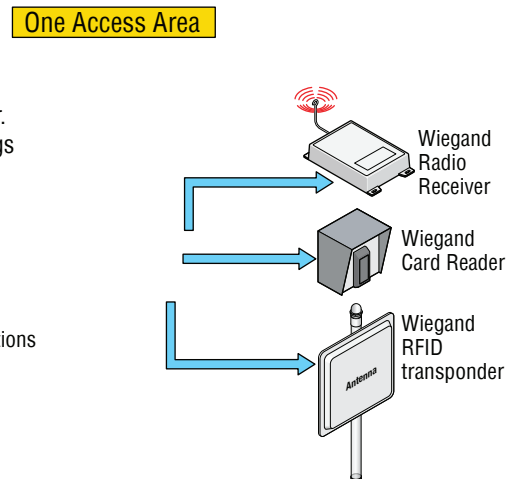 One Access Area
Wiegand
Radio
Receiver
Wiegand
Card Reader
Wiegand
RFID
transponder
Antenna